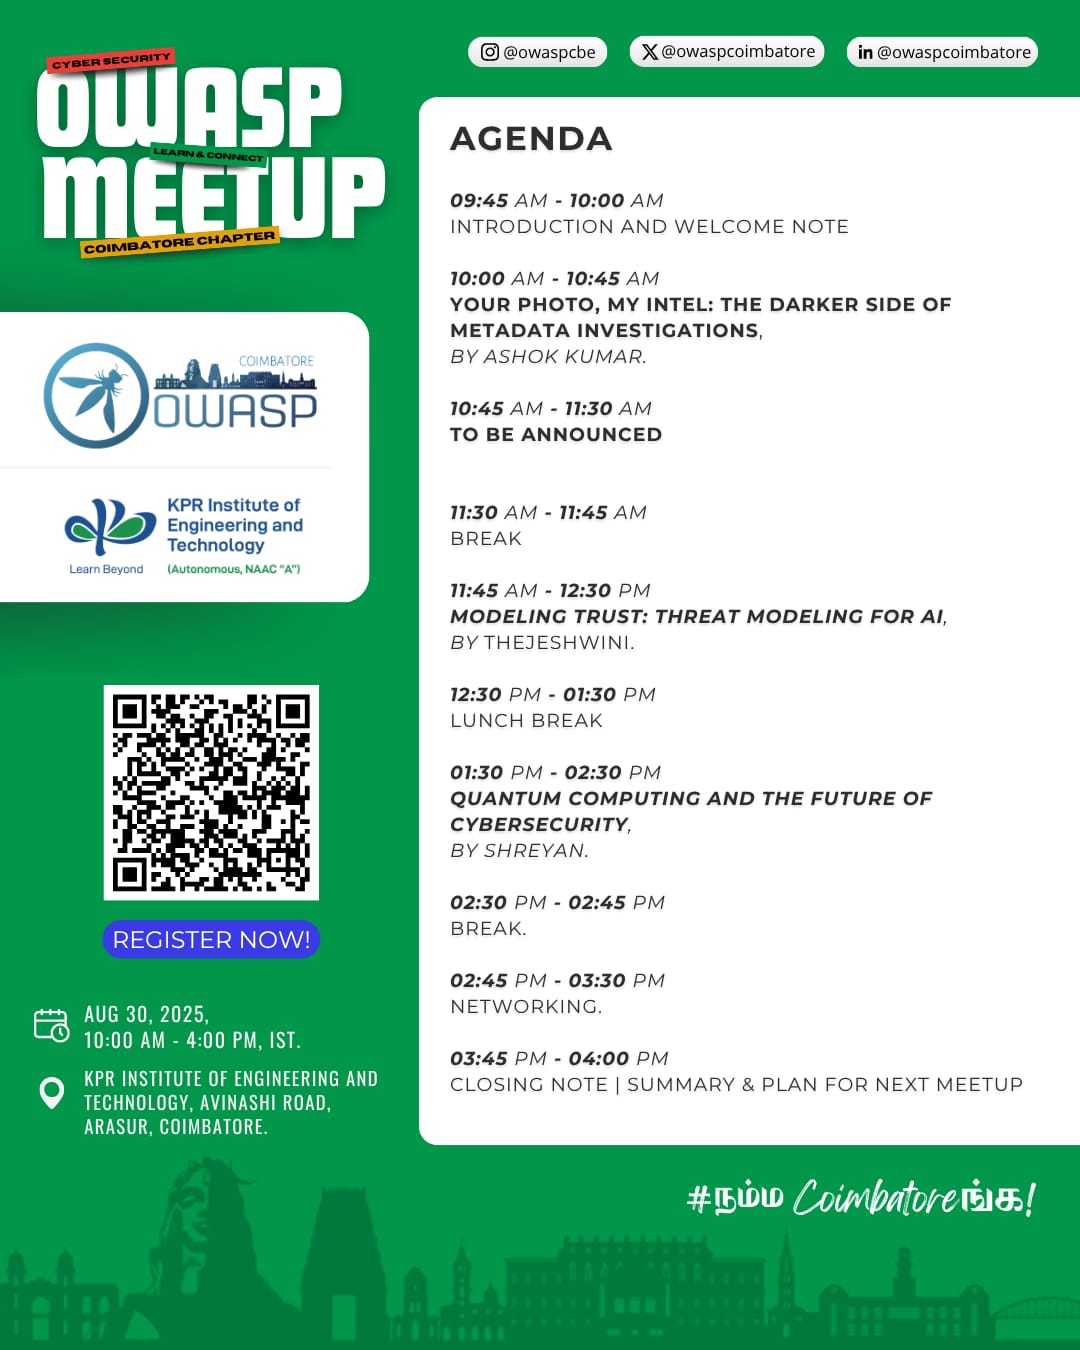 @owaspcbe
@owaspcoimbatore
@owaspcoimbatore
CYBER SECURITY
OWASP
LEARN & CONNECT
MEETUP
COIMBATORE CHAPTER
COIMBATORE
OWASP
KPR Institute of
Engineering and
Technology
Learn Beyond
(Autonomous, NAAC "A")
REGISTER NOW!
AUG 30, 2025,
10:00 AM - 4:00 PM, IST.
KPR INSTITUTE OF ENGINEERING AND
TECHNOLOGY, AVINASHI ROAD,
ARASUR, COIMBATORE.
AGENDA
09:45 AM - 10:00 AM
INTRODUCTION AND WELCOME NOTE
10:00 AM - 10:45 AM
YOUR PHOTO, MY INTEL: THE DARKER SIDE OF
METADATA INVESTIGATIONS,
BY ASHOK KUMAR.
10:45 AM - 11:30 AM
TO BE ANNOUNCED
11:30 AM - 11:45 AM
BREAK
11:45 AM - 12:30 PM
MODELING TRUST: THREAT MODELING FOR AI,
BY THEJESHWINI.
12:30 PM - 01:30 PM
LUNCH BREAK
01:30 PM - 02:30 PM
QUANTUM COMPUTING AND THE FUTURE OF
CYBERSECURITY,
BY SHREYAN.
02:30 PM - 02:45 PM
BREAK.
02:45 PM - 03:30 PM
NETWORKING.
03:45 PM - 04:00 PM
CLOSING NOTE | SUMMARY & PLAN FOR NEXT MEETUP
#நம்ம Coimbatoreங்க!